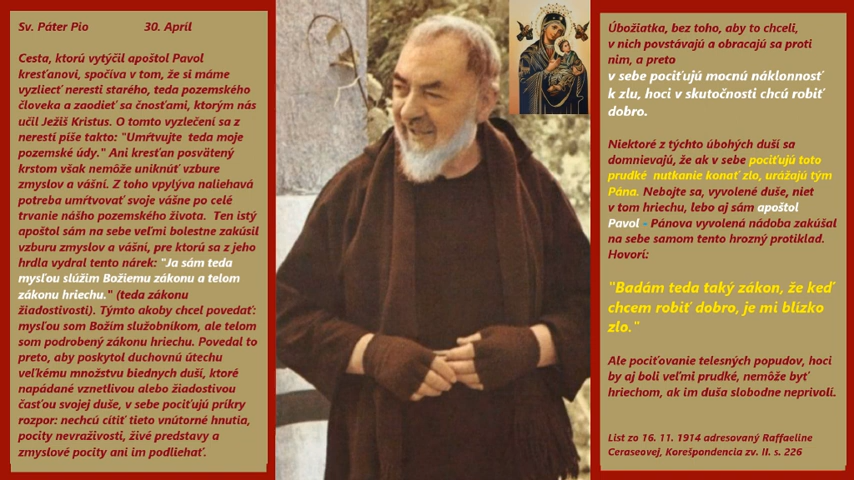 Sv. Páter Pio 30. Apríl
Cesta, ktorú vytýčil apoštol Pavol
kresťanovi, spočíva v tom, že si máme
vyzliecť neresti starého, teda pozemského
človeka a zaodieť sa čnosťami, ktorým nás
učil Ježiš Kristus. O tomto vyzlečení sa z
nerestí píše takto: "Umŕtvujte teda moje
pozemské údy." Ani kresťan posvätený
krstom však nemôže uniknúť vzbure
zmyslov a vášní. Z toho vyplýva naliehavá
potreba umŕtvovať svoje vášne po celé
trvanie nášho pozemského života. Ten istý
apoštol sám na sebe veľmi bolestne zakúsil
vzburu zmyslov a vášní, pre ktorú sa z jeho
hrdla vydral tento nárek: "Ja sám teda
mysľou slúžim Božiemu zákonu a telom
zákonu hriechu." (teda zákonu
žiadostivosti). Týmto akoby chcel povedať:
mysľou som Božím služobníkom, ale telom
som podrobený zákonu hriechu. Povedal to
preto, aby poskytol duchovnú útechu
veľkému množstvu biednych duší, ktoré
napádané vznetlivou alebo žiadostivou
časťou svojej duše, v sebe pociťujú príkry
rozpor: nechcú cítiť tieto vnútorné hnutia,
pocity nevraživosti, živé predstavy a
zmyslové pocity ani im podliehať.
Úbožiatka, bez toho, aby to chceli,
v nich povstávajú a obracajú sa proti
nim, a preto
v sebe pociťujú mocnú náklonnosť
k zlu, hoci v skutočnosti chcú robiť
dobro.
Niektoré z týchto úbohých duší sa
domnievajú, že ak v sebe pociťujú toto
prudké nutkanie konať zlo, urážajú tým
Pána. Nebojte sa, vyvolené duše, niet
v tom hriechu, lebo aj sám apoštol
Pavol - Pánova vyvolená nádoba zakúšal
na sebe samom tento hrozný protiklad.
Hovorí:
"Badám teda taký zákon, že keď
chcem robiť dobro, je mi blízko
zlo."
Ale pociťovanie telesných popudov, hoci
by aj boli veľmi prudké, nemôže byť
hriechom, ak im duša slobodne neprivolí.
List zo 16. 11. 1914 adresovaný Raffaeline
Ceraseovej, Korešpondencia zv. II. s. 226